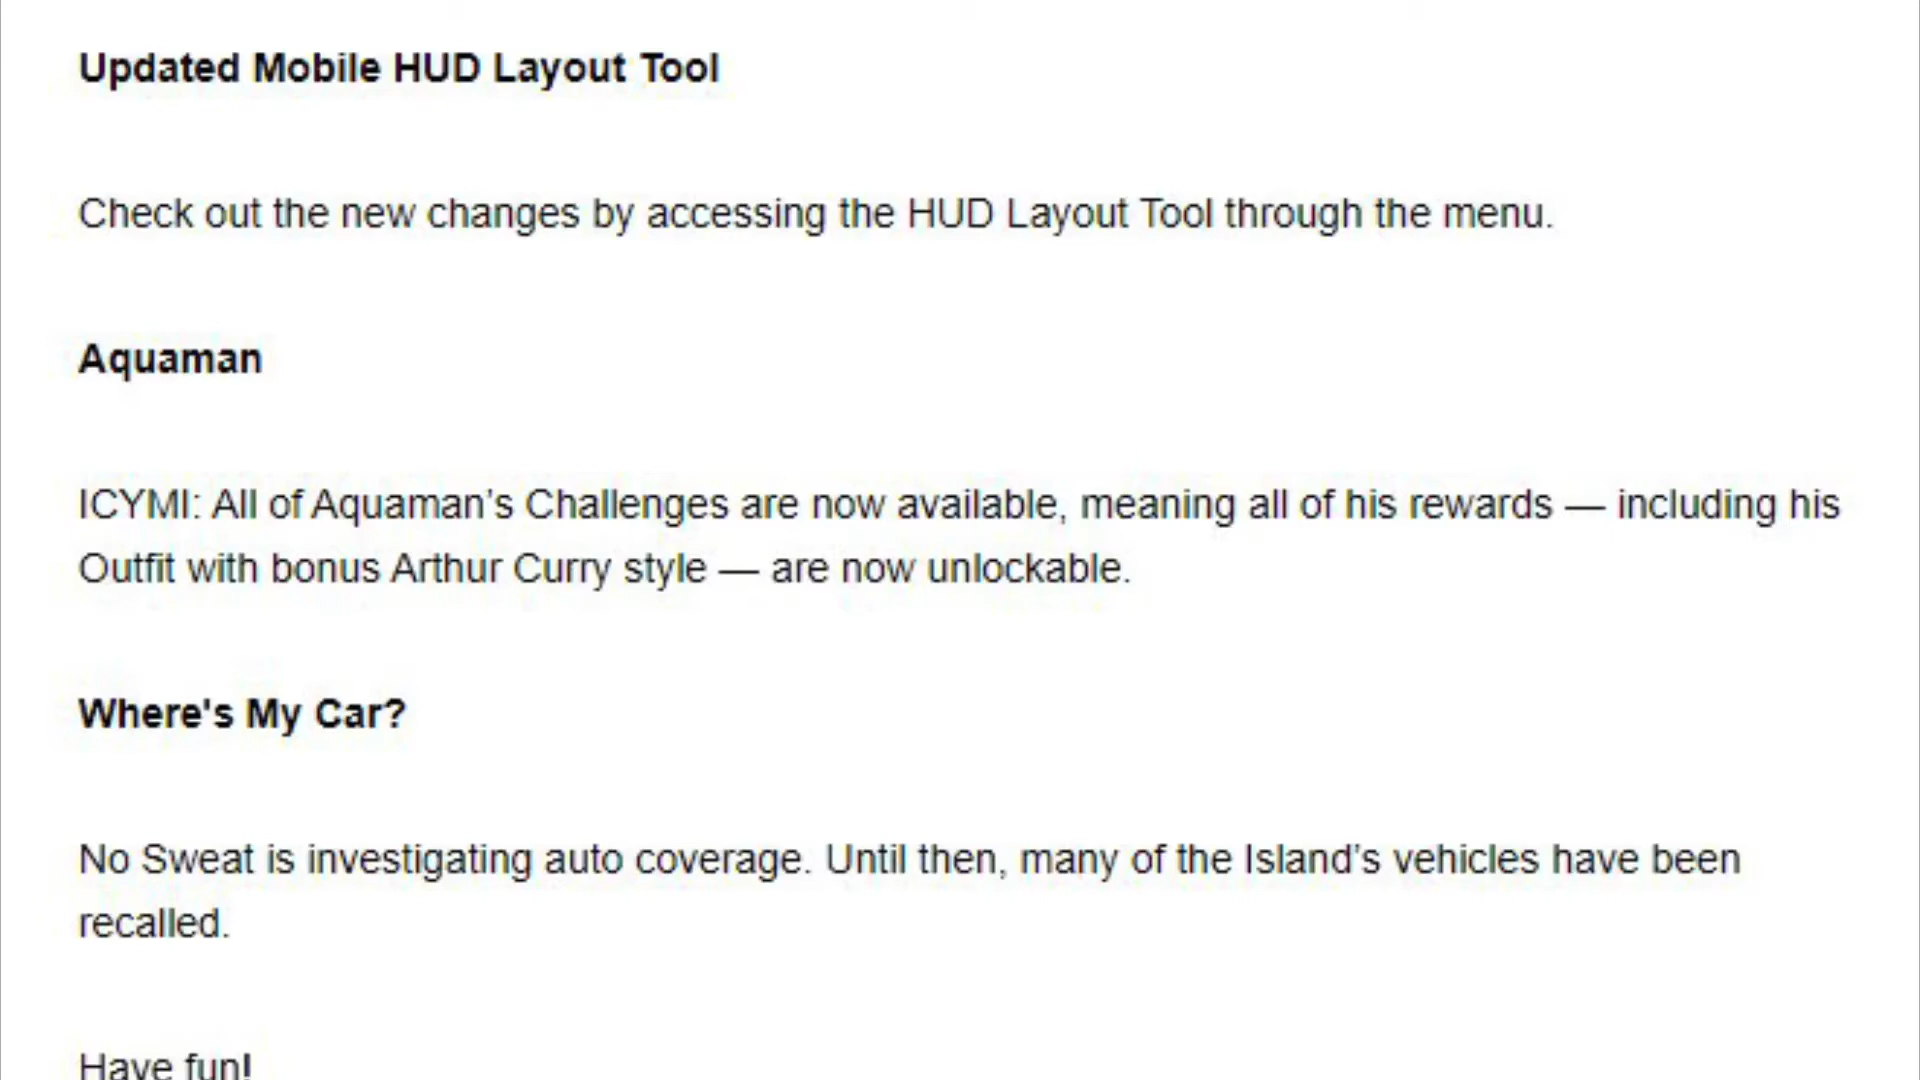 Updated Mobile HUD Layout Tool
Check out the new changes by accessing the HUD Layout Tool through the menu.
Aquaman
ICYMI: All of Aquaman’s Challenges are now available, meaning all of his rewards — including his
Outfit with bonus Arthur Curry style — are now unlockable.
Where's My Car?
No Sweat is investigating auto coverage. Until then, many of the Island’s vehicles have been
recalled.
Have fun!